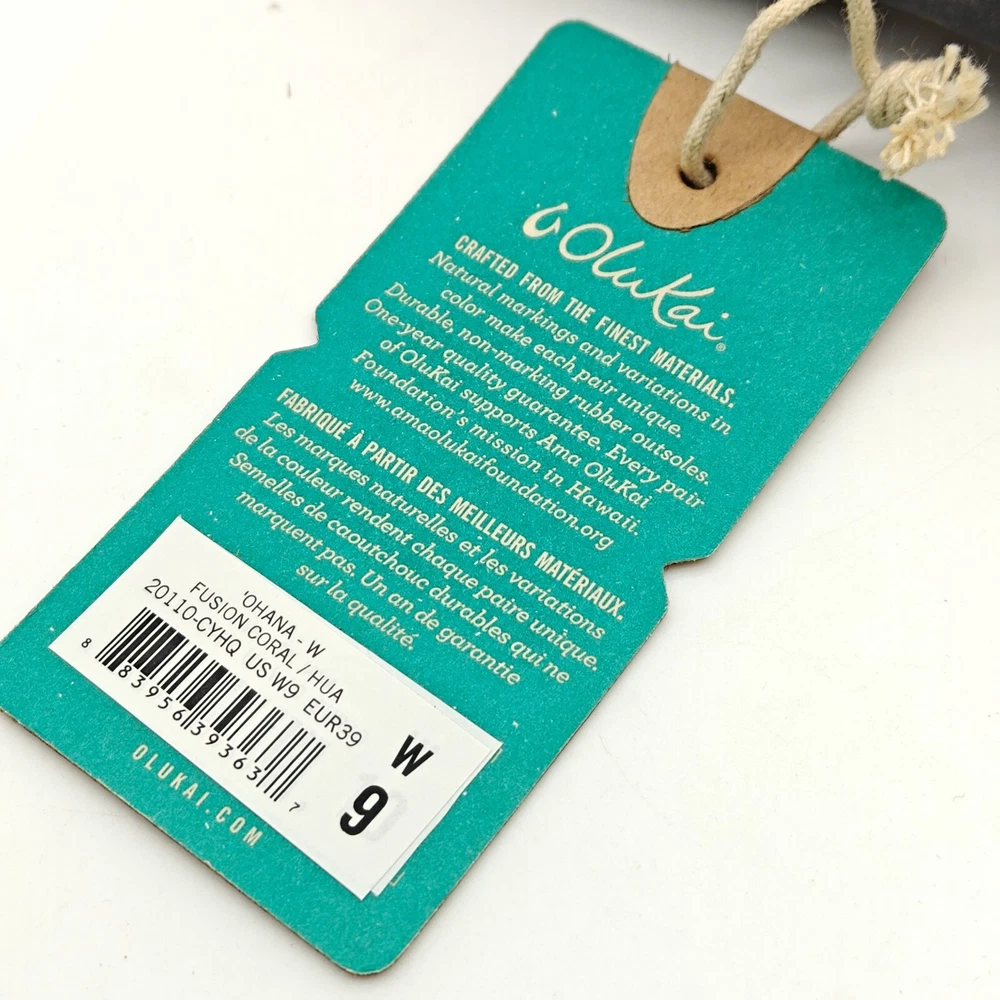 OluKai®
CRAFTED FROM THE FINEST MATERIALS.
Natural markings and variations in
color make each pair unique.
Durable, non-marking rubber outsoles.
One-year quality guarantee. Every pair
of OluKai supports Ama OluKai
Foundation's mission in Hawaii.
www.amaolukaifoundation.org
FABRIQUÉ À PARTIR DES MEILLEURS MATÉRIAUX.
Les marques naturelles et les variations
de la couleur rendent chaque paire unique.
Semelles de caoutchouc durables qui ne
marquent pas. Un an de garantie
sur la qualité.
'OHANA - W
FUSION CORAL / HUA
20110-CYHQ US W9 EUR39
8 83956 39363 7
W
9
OLUKAI.COM